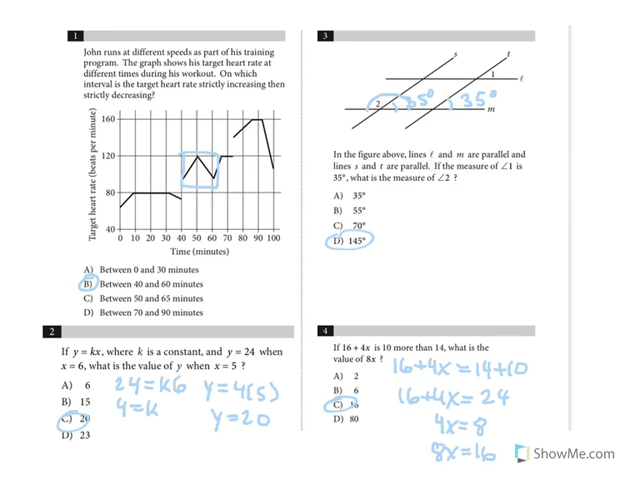 1
John runs at different speeds as part of his training
program. The graph shows his target heart rate at
different times during his workout. On which
interval is the target heart rate strictly increasing then
strictly decreasing?
Target heart rate (beats per minute)
160
120
80
40
0 10 20 30 40 50 60 70 80 90 100
Time (minutes)
A) Between 0 and 30 minutes
B) Between 40 and 60 minutes
C) Between 50 and 65 minutes
D) Between 70 and 90 minutes
2
If y = kx, where k is a constant, and y = 24 when
x = 6, what is the value of y when x = 5 ?
A) 6
B) 15
C) 20
D) 23
24=k6
4=k
y=4(5)
y=20
3
s
t
1
ℓ
2
35°
35°
m
In the figure above, lines ℓ and m are parallel and
lines s and t are parallel. If the measure of ∠1 is
35°, what is the measure of ∠2 ?
A) 35°
B) 55°
C) 70°
D) 145°
4
If 16 + 4x is 10 more than 14, what is the
value of 8x ?
A) 2
B) 6
C) 16
D) 80
16+4x=14+10
16+4x=24
4x=8
8x=16
ShowMe.com